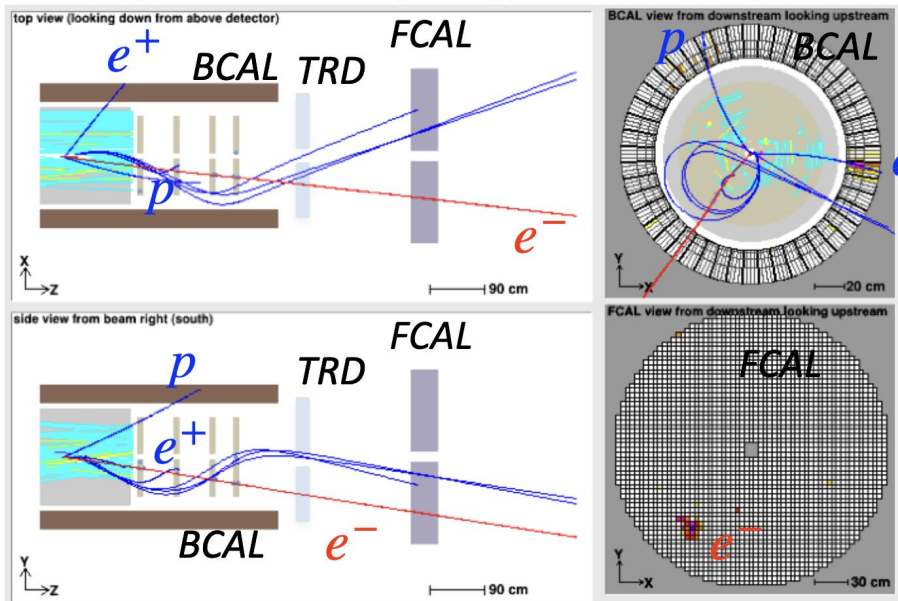 top view (looking down from above detector)
e+
BCAL
TRD
FCAL
p
e−
X
Z
90 cm
BCAL view from downstream looking upstream
p
BCAL
e
Y
X
20 cm
side view from beam right (south)
FCAL
TRD
p
e+
BCAL
e−
Y
Z
90 cm
FCAL view from downstream looking upstream
FCAL
e−
Y
X
30 cm